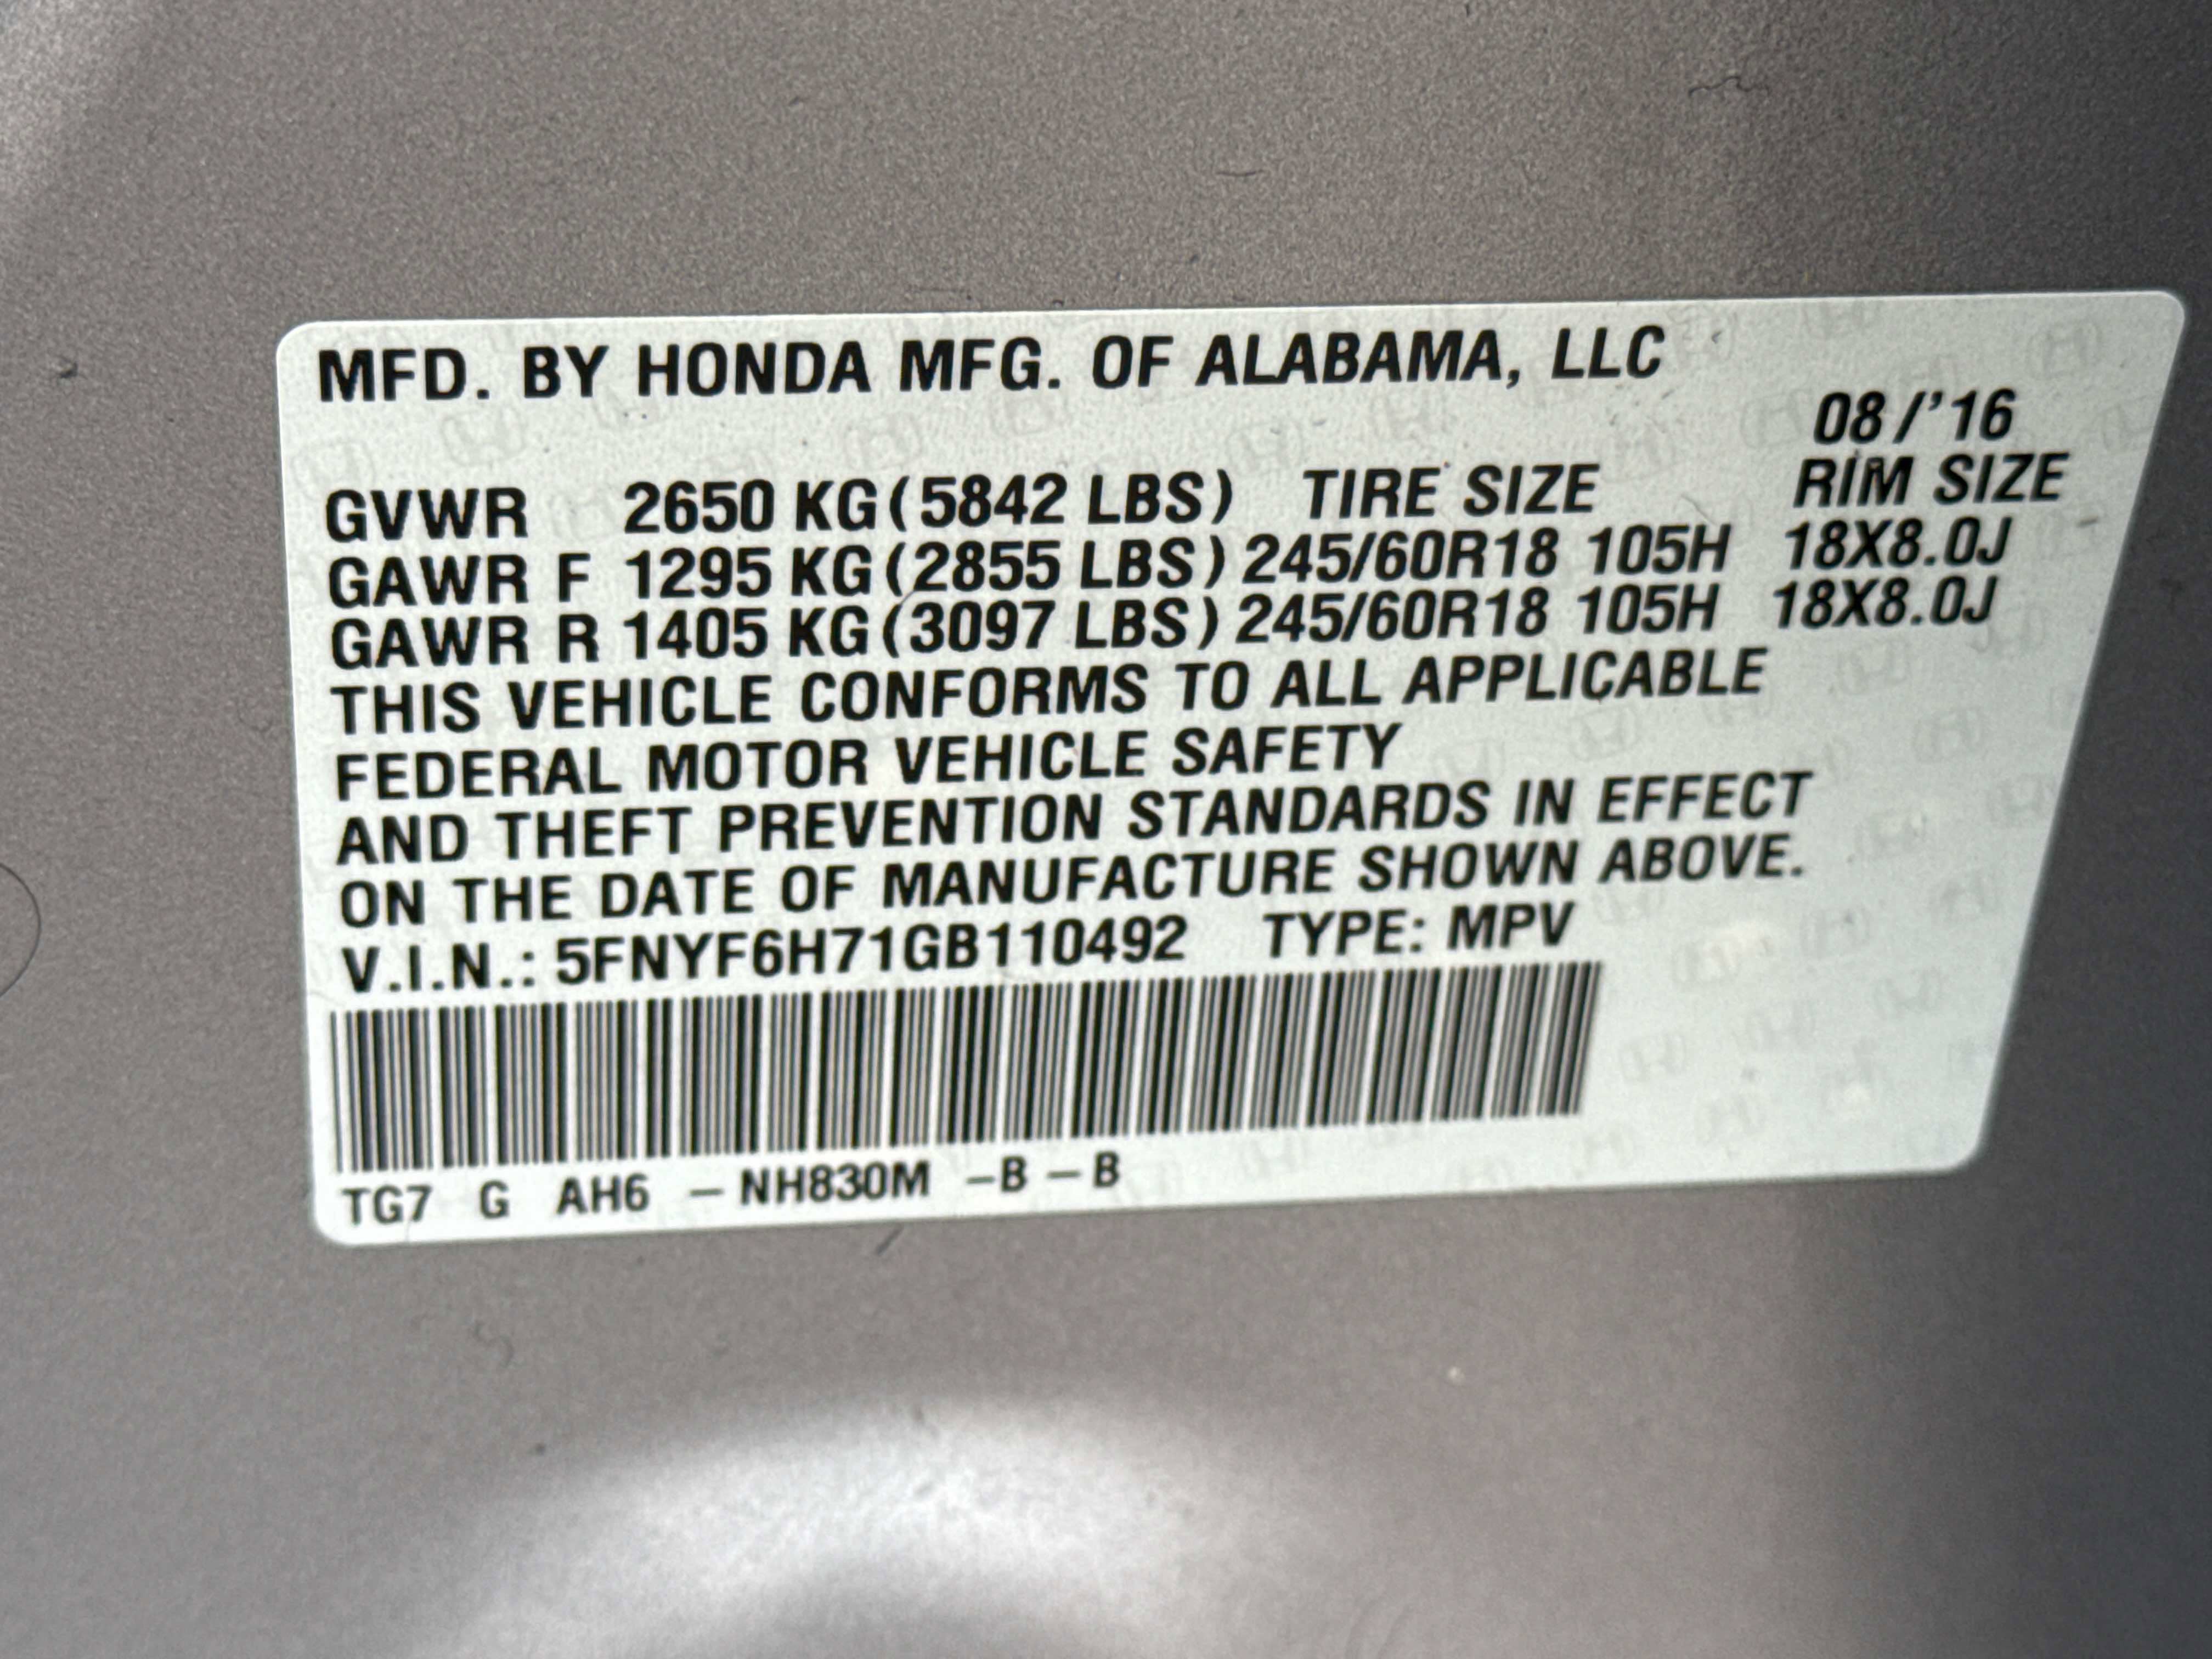 MFD. BY HONDA MFG. OF ALABAMA, LLC
08/'16
GVWR 2650 KG(5842 LBS) TIRE SIZE RIM SIZE
GAWR F 1295 KG(2855 LBS) 245/60R18 105H 18X8.0J
GAWR R 1405 KG(3097 LBS) 245/60R18 105H 18X8.0J
THIS VEHICLE CONFORMS TO ALL APPLICABLE
FEDERAL MOTOR VEHICLE SAFETY
AND THEFT PREVENTION STANDARDS IN EFFECT
ON THE DATE OF MANUFACTURE SHOWN ABOVE.
V.I.N.: 5FNYF6H71GB110492 TYPE: MPV
TG7 G AH6 – NH830M –B – B